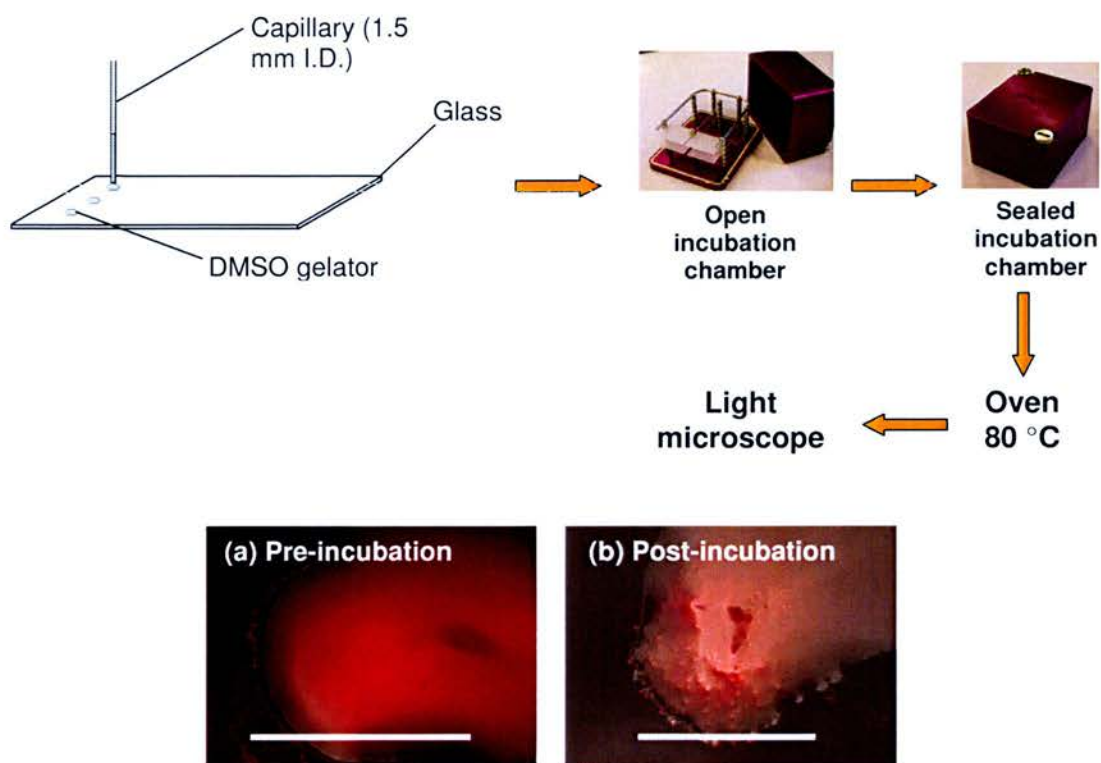 Capillary (1.5
mm I.D.)
Glass
DMSO gelator
Open
incubation
chamber
Sealed
incubation
chamber
Oven
80 °C
Light
microscope
(a) Pre-incubation
(b) Post-incubation